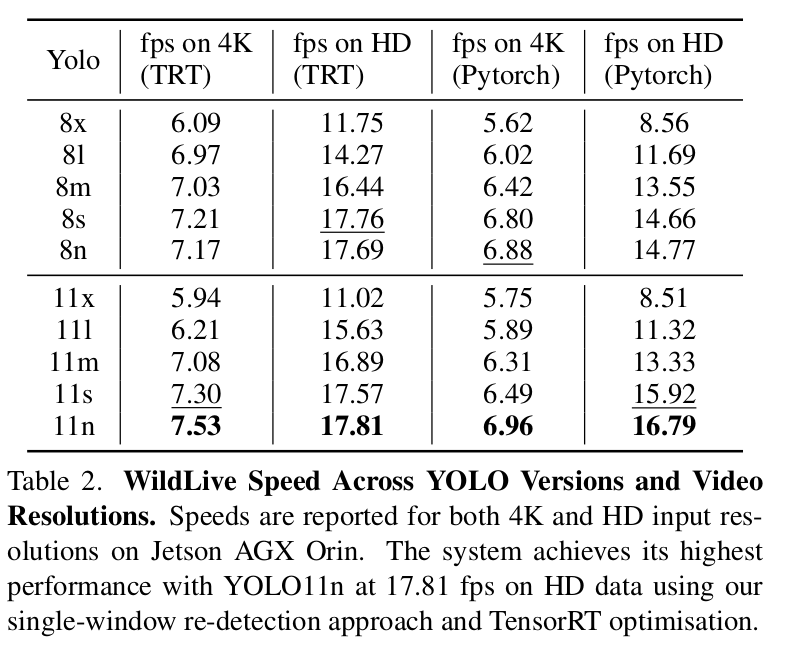 Yolo fps on 4K (TRT) fps on HD (TRT) fps on 4K (Pytorch) fps on HD (Pytorch)
8x 6.09 11.75 5.62 8.56
8l 6.97 14.27 6.02 11.69
8m 7.03 16.44 6.42 13.55
8s 7.21 17.76 6.80 14.66
8n 7.17 17.69 6.88 14.77
11x 5.94 11.02 5.75 8.51
11l 6.21 15.63 5.89 11.32
11m 7.08 16.89 6.31 13.33
11s 7.30 17.57 6.49 15.92
11n 7.53 17.81 6.96 16.79
Table 2. WildLive Speed Across YOLO Versions and Video
Resolutions. Speeds are reported for both 4K and HD input res-
olutions on Jetson AGX Orin. The system achieves its highest
performance with YOLO11n at 17.81 fps on HD data using our
single-window re-detection approach and TensorRT optimisation.